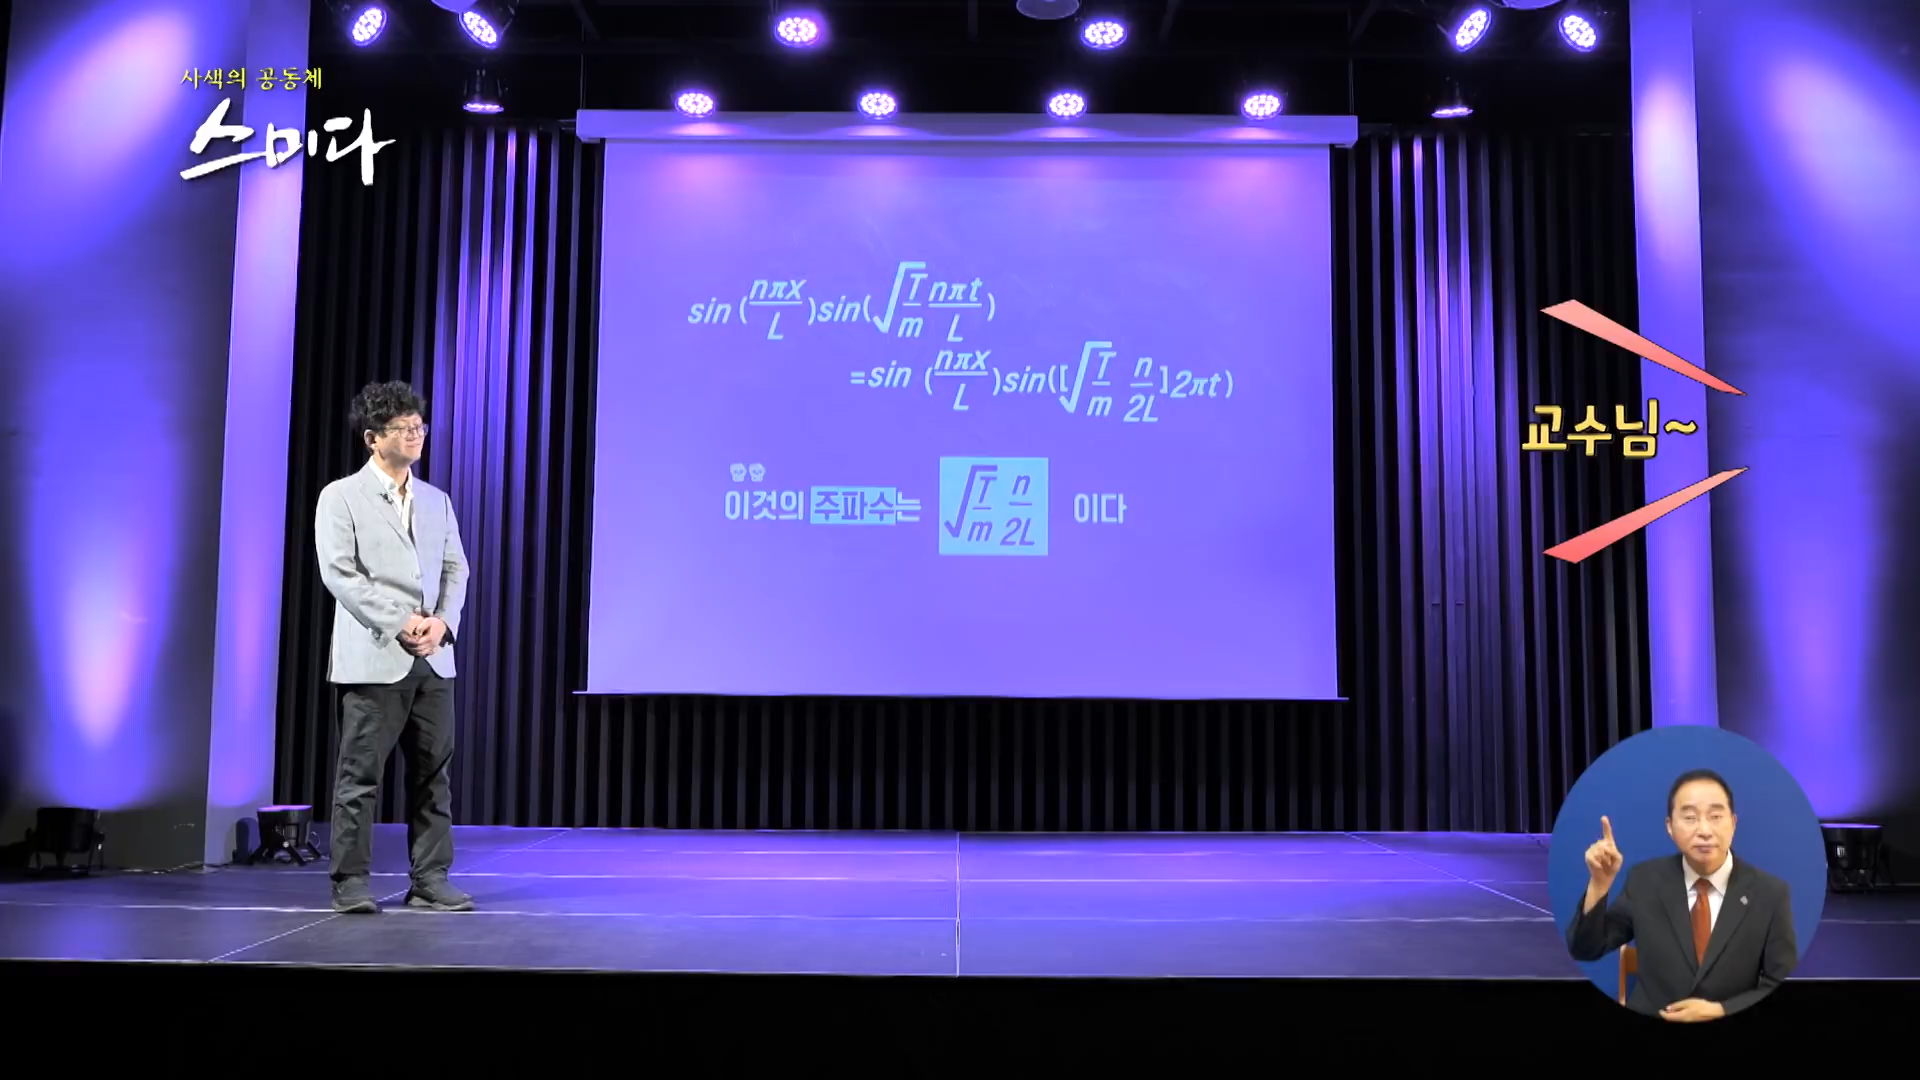 사색의 공동체
스미다
sin (nπx/L)sin(√T/m nπt/L)
=sin (nπx/L)sin([√T/m n/2L]2πt)
이것의 주파수는 √T/m n/2L 이다
교수님~